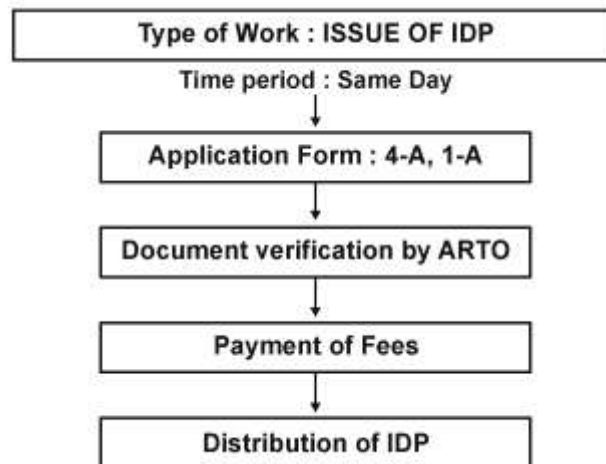 Type of Work : ISSUE OF IDP
Time period : Same Day
Application Form : 4-A, 1-A
Document verification by ARTO
Payment of Fees
Distribution of IDP